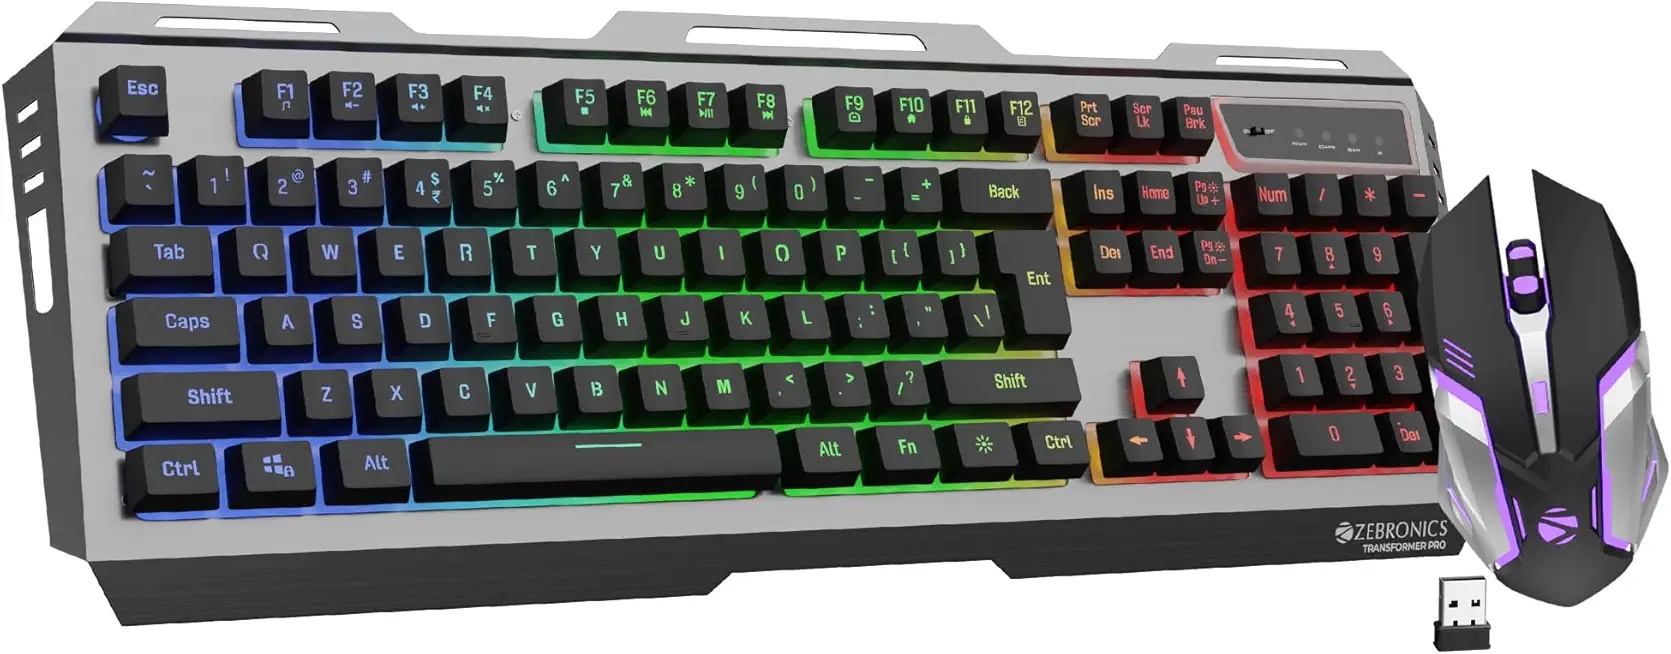 Esc F1 F2 F3 F4 F5 F6 F7 F8 F9 F10 F11 F12 Prt Scr Scr Lk Pau Brk
~ ` 1 ! 2 @ 3 # 4 $ ₹ 5 % 6 ^ 7 & 8 * 9 ( 0 ) - _ = + Back Ins Home Pg Up + Num / * -
Tab Q W E R T Y U I O P [ { ] } Ent Del End Pg Dn - 7 8 9
Caps A S D F G H J K L ; : , " \ ! 4 5 6
Shift Z X C V B N M , < . > / ? Shift 1 2 3
Ctrl Alt Alt Fn Ctrl 0 . Del
ZEBRONICS
TRANSFORMER PRO